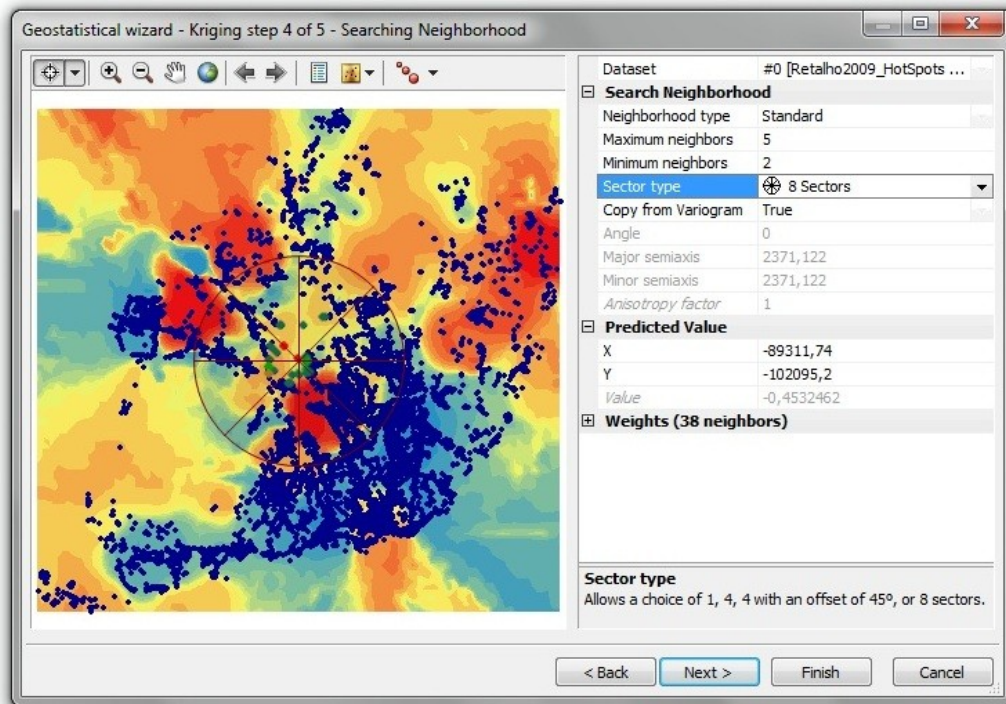 Geostatistical wizard - Kriging step 4 of 5 - Searching Neighborhood
Dataset #0 [Retalho2009_HotSpots ...
Search Neighborhood
Neighborhood type Standard
Maximum neighbors 5
Minimum neighbors 2
Sector type 8 Sectors
Copy from Variogram True
Angle 0
Major semiaxis 2371,122
Minor semiaxis 2371,122
Anisotropy factor 1
Predicted Value
X -89311,74
Y -102095,2
Value -0,4532462
Weights (38 neighbors)
Sector type
Allows a choice of 1, 4, 4 with an offset of 45º, or 8 sectors.
< Back Next > Finish Cancel